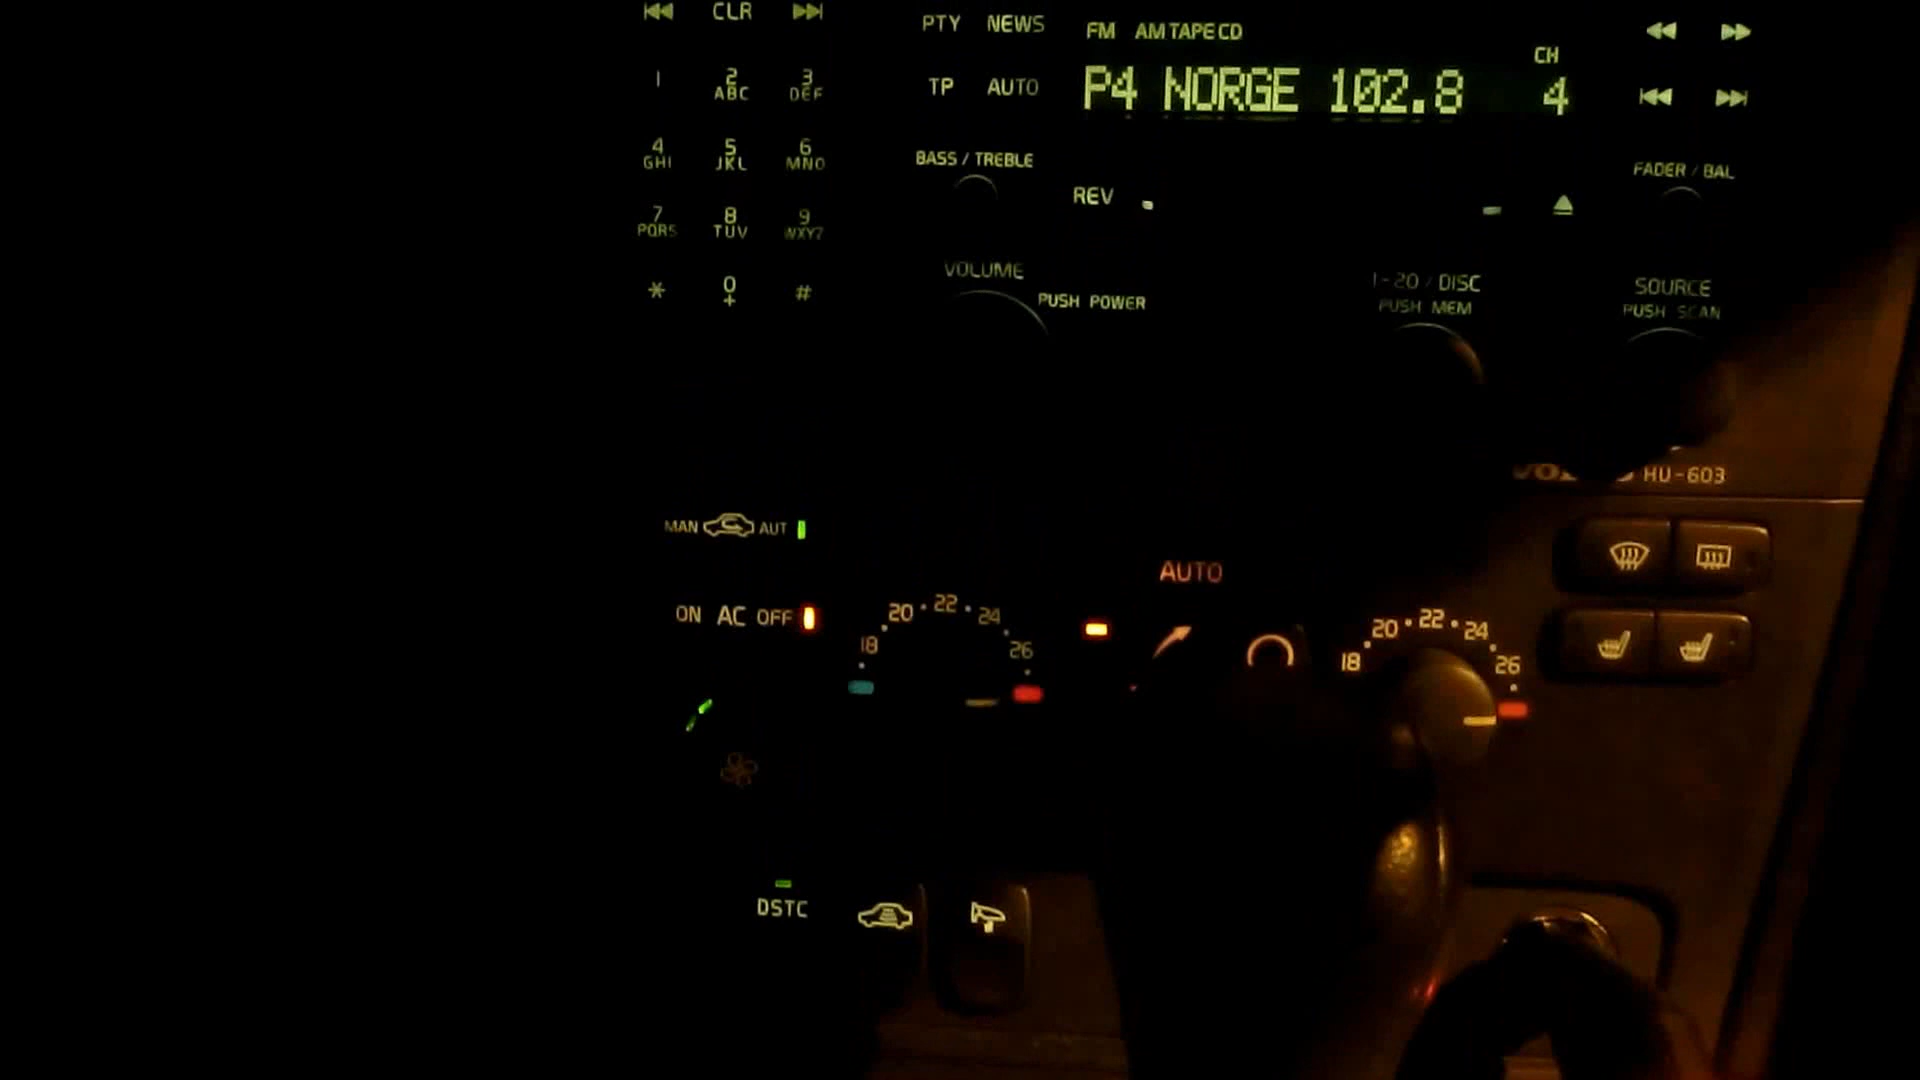 CLR
PTY NEWS
FM AM TAPE CD
CH
TP AUTO
P4 NORGE 102.8 4
1 2 3
ABC DEF
4 5 6
GHI JKL MNO
7 8 9
PQRS TUV WXYZ
* 0 #
+
BASS / TREBLE
REV
FADER / BAL
VOLUME
PUSH POWER
1-20 / DISC
PUSH MEM
SOURCE
PUSH SCAN
HU-603
MAN AUT
ON AC OFF
18 20 22 24 26
AUTO
18 20 22 24 26
DSTC